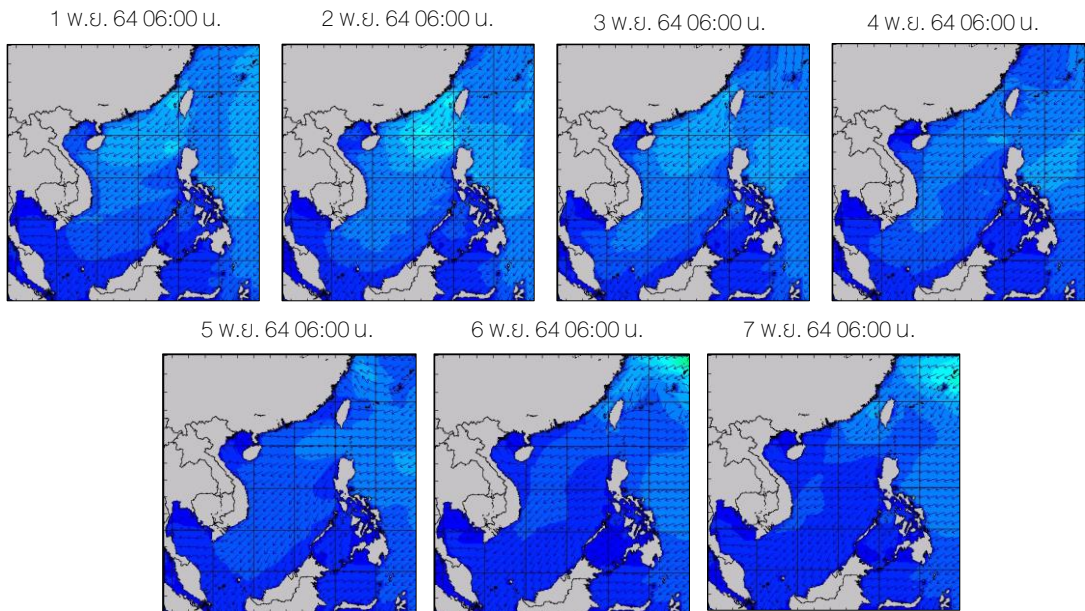 1 พ.ย. 64 06:00 น.
2 พ.ย. 64 06:00 น.
3 พ.ย. 64 06:00 น.
4 พ.ย. 64 06:00 น.
5 พ.ย. 64 06:00 น.
6 พ.ย. 64 06:00 น.
7 พ.ย. 64 06:00 น.